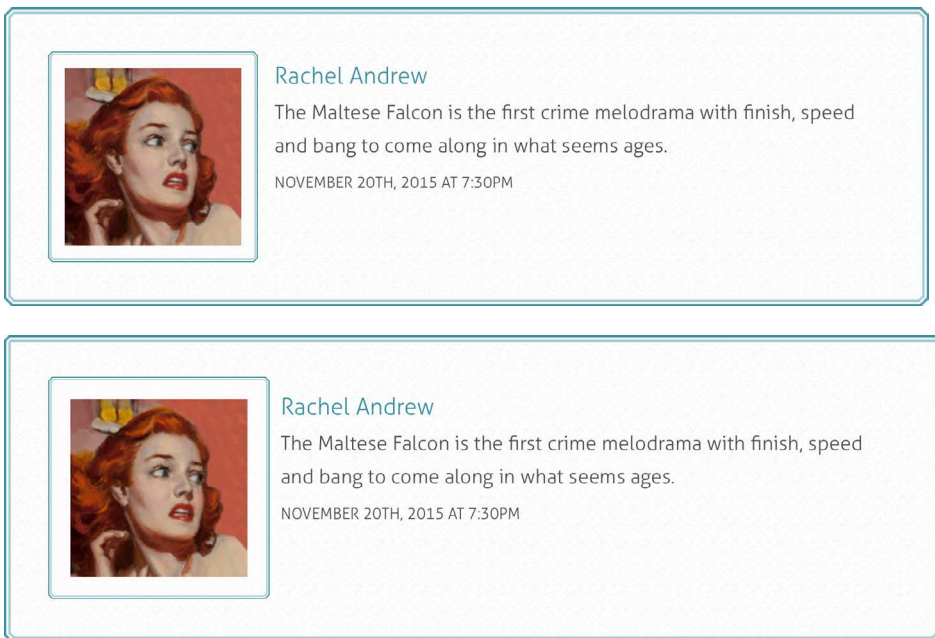 Rachel Andrew
The Maltese Falcon is the first crime melodrama with finish, speed
and bang to come along in what seems ages.
NOVEMBER 20TH, 2015 AT 7:30PM
Rachel Andrew
The Maltese Falcon is the first crime melodrama with finish, speed
and bang to come along in what seems ages.
NOVEMBER 20TH, 2015 AT 7:30PM